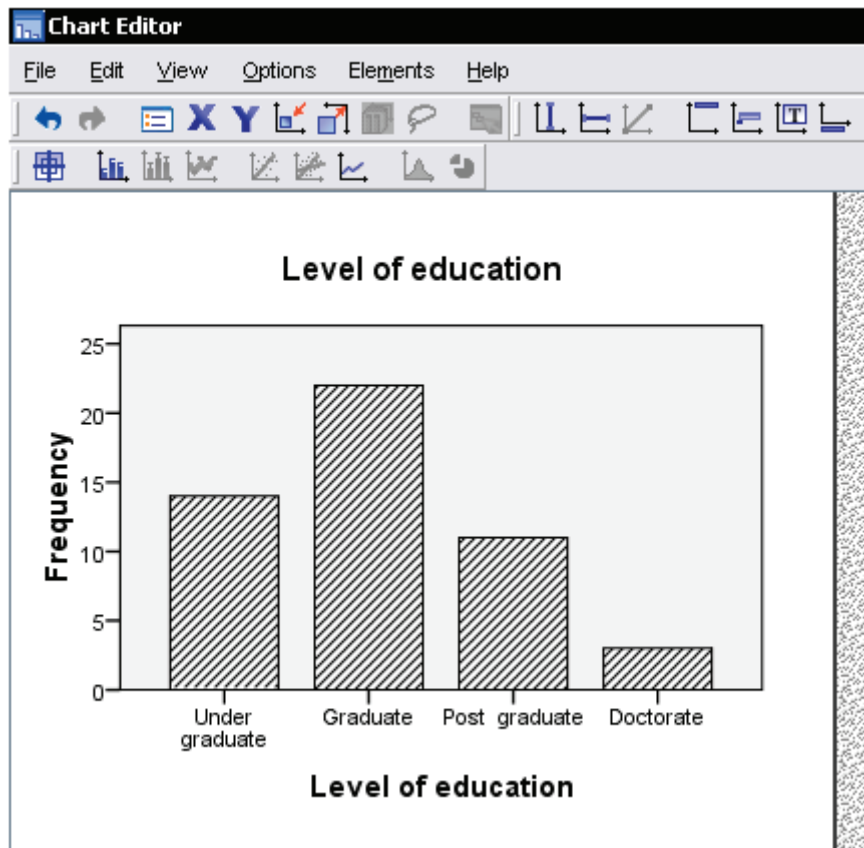 Chart Editor
File Edit View Options Elements Help
X Y
T
Level of education
25
20
15
10
5
0
Frequency
Under graduate
Graduate
Post graduate
Doctorate
Level of education